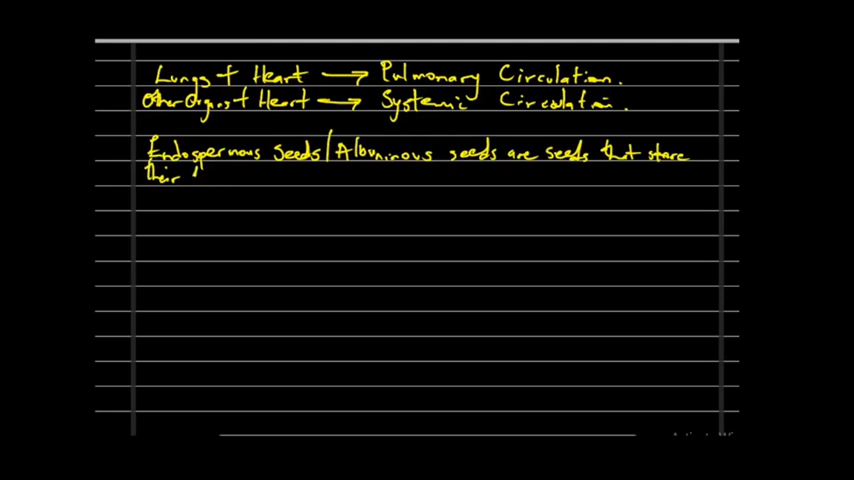 Lungs + Heart → Pulmonary Circulation.
Other Organs + Heart → Systemic Circulation.
Endospermous Seeds/Albuminous seeds are seeds that store
their